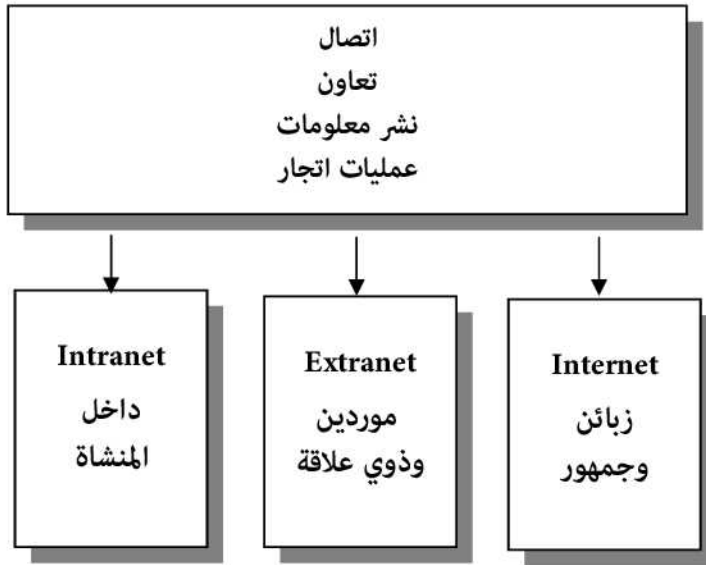 اتصال
تعاون
نشر معلومات
عمليات اتجار
Internet
زبائن
وجمهور
Extranet
موردين
وذوي علاقة
Intranet
داخل
المنشاة